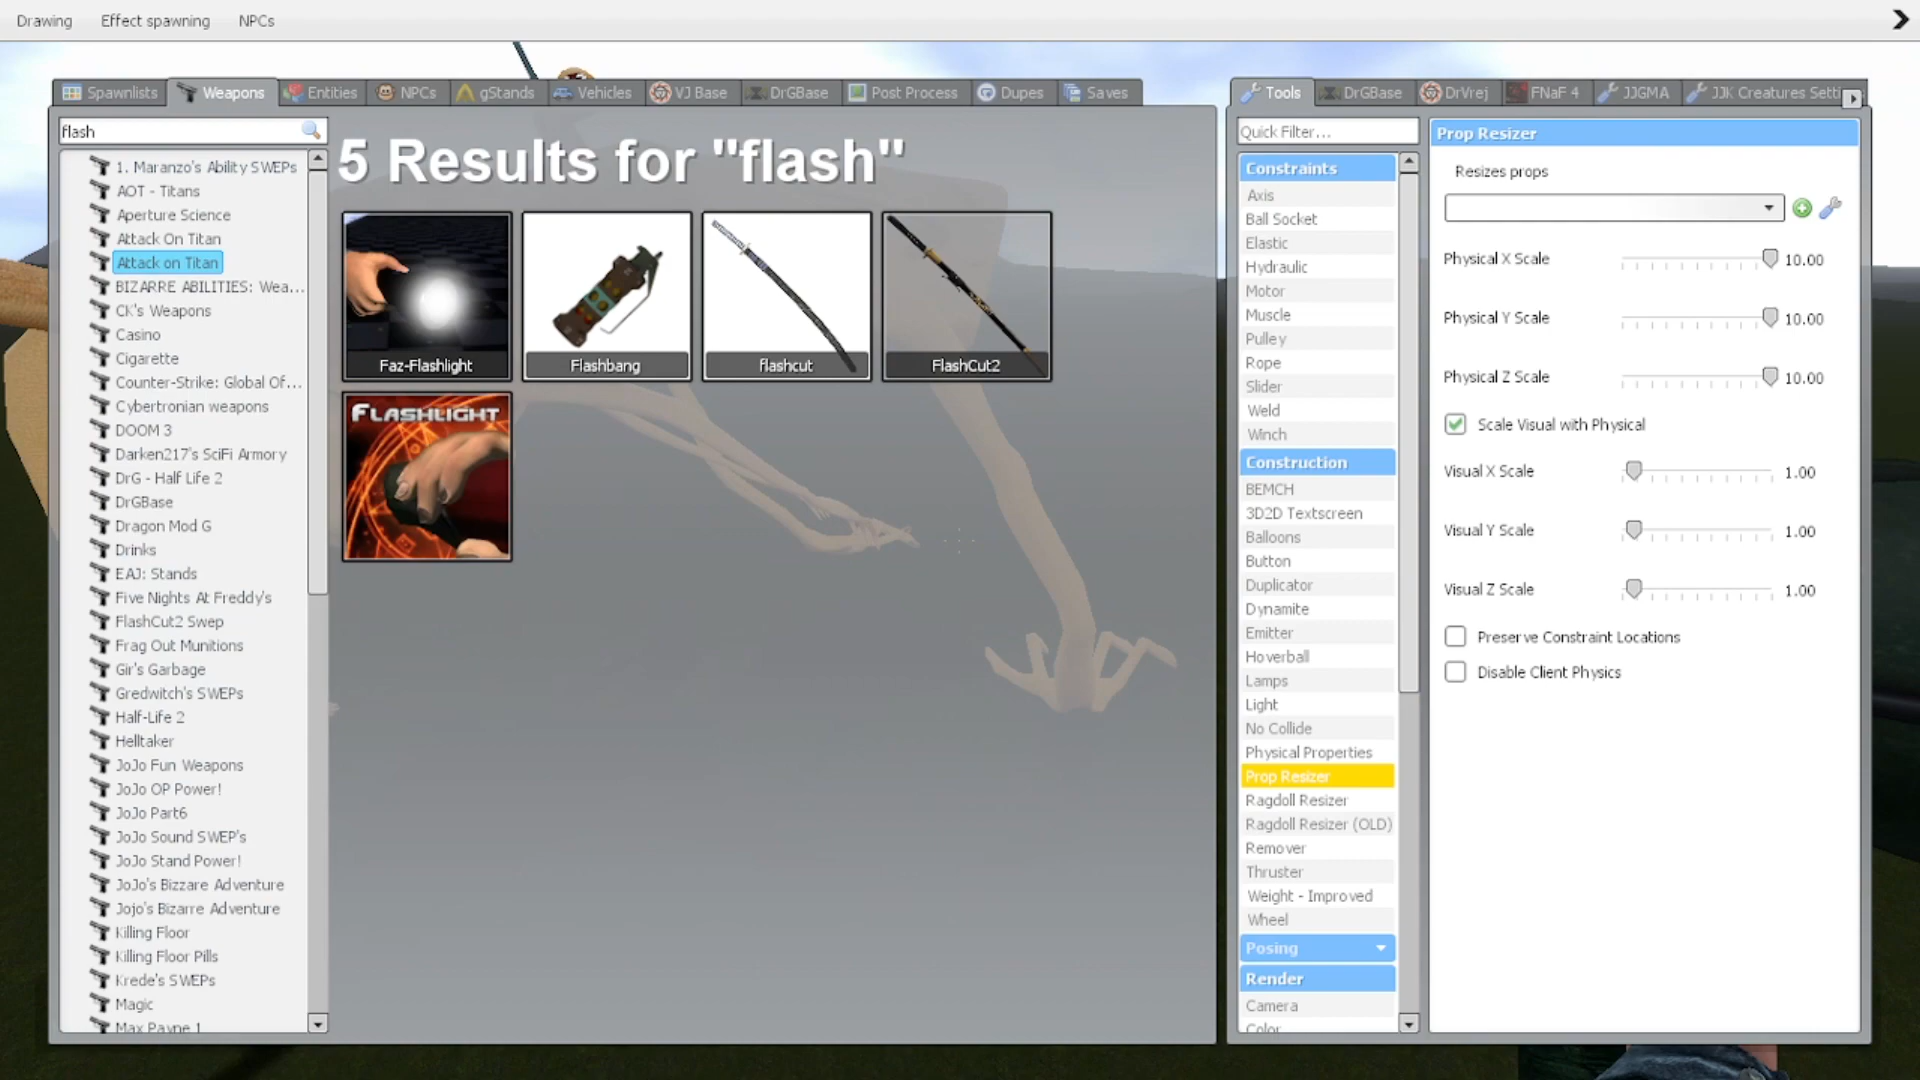 Drawing Effect spawning NPCs
Spawnlists Weapons Entities NPCs gStands Vehicles VJ Base DrGBase Post Process Dupes Saves
flash
1. Maranzo's Ability SWEPs
AOT - Titans
Aperture Science
Attack On Titan
Attack on Titan
BIZARRE ABILITIES: Wea...
CK's Weapons
Casino
Cigarette
Counter-Strike: Global Of...
Cybertronian weapons
DOOM 3
Darken217's SciFi Armory
DrG - Half Life 2
DrGBase
Dragon Mod G
Drinks
EAJ: Stands
Five Nights At Freddy's
FlashCut2 Swep
Frag Out Munitions
Gir's Garbage
Gredwitch's SWEPs
Half-Life 2
Helltaker
JoJo Fun Weapons
JoJo OP Power!
JoJo Part6
JoJo Sound SWEP's
JoJo Stand Power!
JoJo's Bizzare Adventure
Jojo's Bizarre Adventure
Killing Floor
Killing Floor Pills
Krede's SWEPs
Magic
Max Payne 1
5 Results for "flash"
Faz-Flashlight
Flashbang
flashcut
FlashCut2
FLASHLIGHT
Tools DrGBase DrVrej FNaF 4 JJGMA JJK Creatures Setti
Quick Filter...
Constraints
Axis
Ball Socket
Elastic
Hydraulic
Motor
Muscle
Pulley
Rope
Slider
Weld
Winch
Construction
BEMCH
3D2D Textscreen
Balloons
Button
Duplicator
Dynamite
Emitter
Hoverball
Lamps
Light
No Collide
Physical Properties
Prop Resizer
Ragdoll Resizer
Ragdoll Resizer (OLD)
Remover
Thruster
Weight - Improved
Wheel
Posing
Render
Camera
Color
Prop Resizer
Resizes props
Physical X Scale 10.00
Physical Y Scale 10.00
Physical Z Scale 10.00
Scale Visual with Physical
Visual X Scale 1.00
Visual Y Scale 1.00
Visual Z Scale 1.00
Preserve Constraint Locations
Disable Client Physics